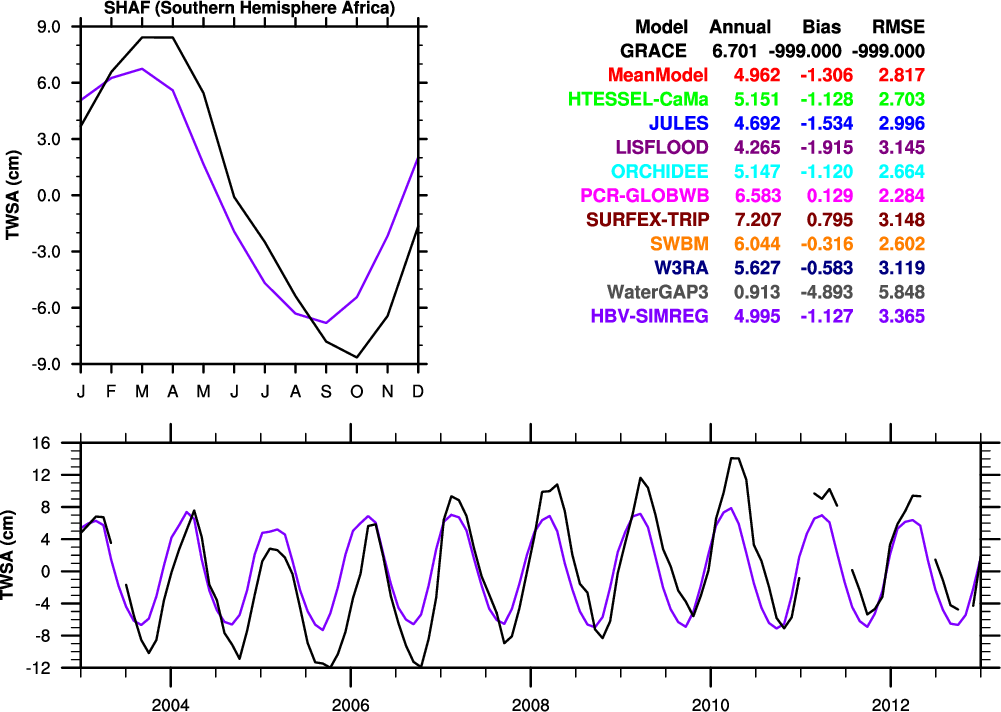 SHAF (Southern Hemisphere Africa)
9.0
6.0
3.0
0.0
-3.0
-6.0
-9.0
TWSA (cm)
J F M A M J J A S O N D
Model Annual Bias RMSE
GRACE 6.701 -999.000 -999.000
MeanModel 4.962 -1.306 2.817
HTESSEL-CaMa 5.151 -1.128 2.703
JULES 4.692 -1.534 2.996
LISFLOOD 4.265 -1.915 3.145
ORCHIDEE 5.147 -1.120 2.664
PCR-GLOBWB 6.583 0.129 2.284
SURFEX-TRIP 7.207 0.795 3.148
SWBM 6.044 -0.316 2.602
W3RA 5.627 -0.583 3.119
WaterGAP3 0.913 -4.893 5.848
HBV-SIMREG 4.995 -1.127 3.365
16
12
8
4
0
-4
-8
-12
TWSA (cm)
2004 2006 2008 2010 2012